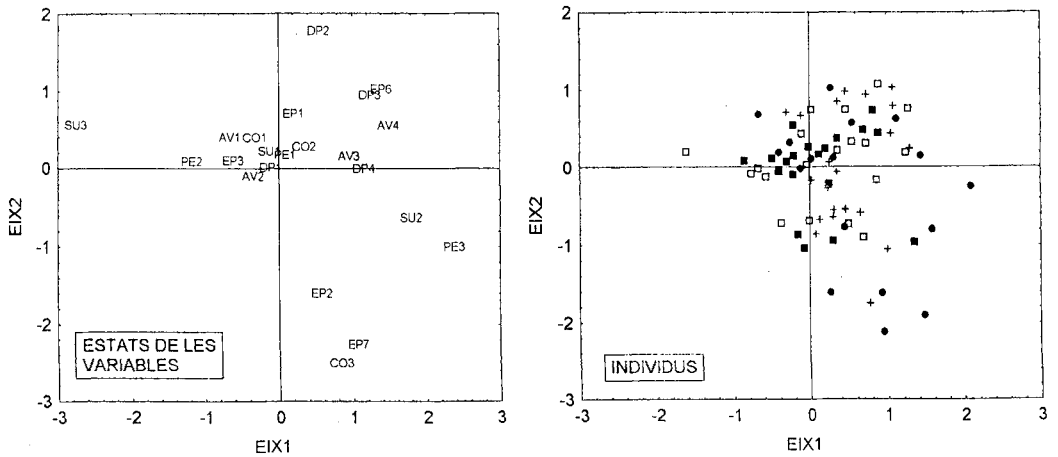 2
1
0
-1
-2
-3
EIX2
-3 -2 -1 0 1 2 3
EIX1
DP2
EP6
DP3
EP1
AV4
SU3
AV1 CO1
CO2
PE1
AV3
PE2
EP3
DP4
AV2
SU2
PE3
EP2
EP7
CO3
ESTATS DE LES
VARIABLES
2
1
0
-1
-2
-3
EIX2
-3 -2 -1 0 1 2 3
EIX1
INDIVIDUS